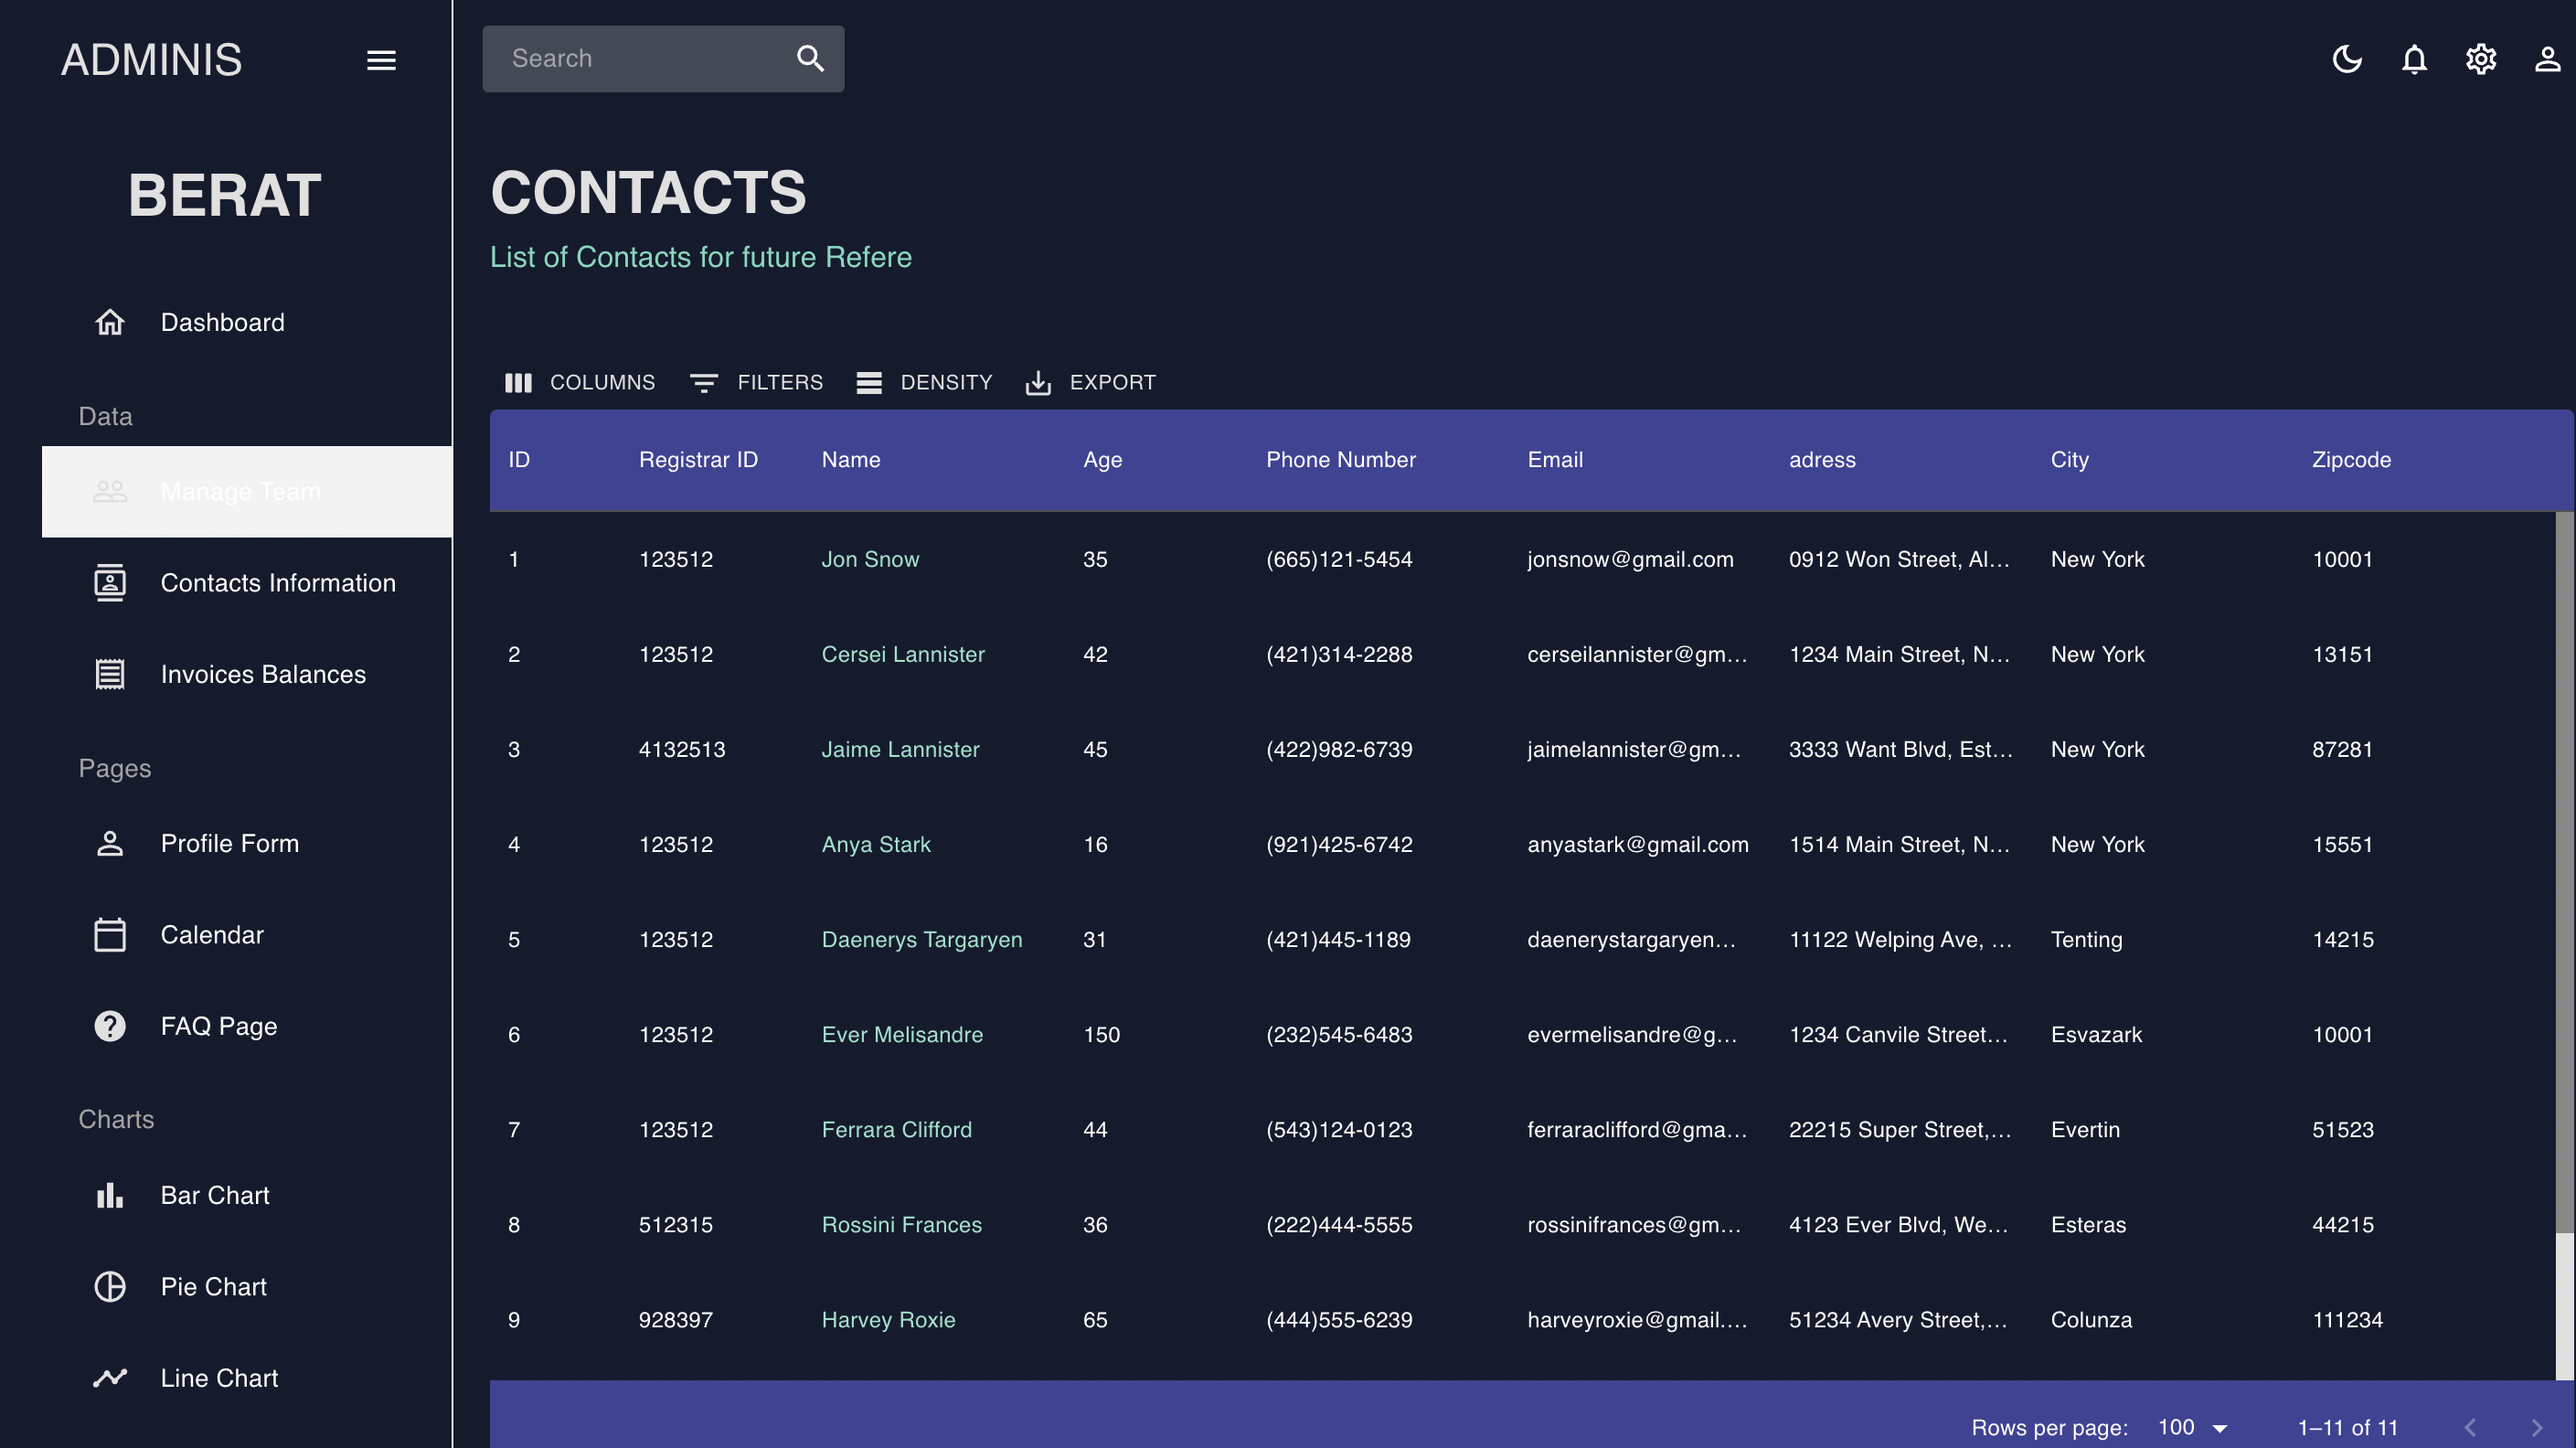 ADMINIS
Search
BERAT
Dashboard
Data
Manage Team
Contacts Information
Invoices Balances
Pages
Profile Form
Calendar
FAQ Page
Charts
Bar Chart
Pie Chart
Line Chart
CONTACTS
List of Contacts for future Refere
COLUMNS FILTERS DENSITY EXPORT
ID Registrar ID Name Age Phone Number Email adress City Zipcode
1 123512 Jon Snow 35 (665)121-5454 jonsnow@gmail.com 0912 Won Street, Al... New York 10001
2 123512 Cersei Lannister 42 (421)314-2288 cerseilannister@gm... 1234 Main Street, N... New York 13151
3 4132513 Jaime Lannister 45 (422)982-6739 jaimelannister@gm... 3333 Want Blvd, Est... New York 87281
4 123512 Anya Stark 16 (921)425-6742 anyastark@gmail.com 1514 Main Street, N... New York 15551
5 123512 Daenerys Targaryen 31 (421)445-1189 daenerystargaryen... 11122 Welping Ave, ... Tenting 14215
6 123512 Ever Melisandre 150 (232)545-6483 evermelisandre@g... 1234 Canvile Street... Esvazark 10001
7 123512 Ferrara Clifford 44 (543)124-0123 ferraraclifford@gma... 22215 Super Street,... Evertin 51523
8 512315 Rossini Frances 36 (222)444-5555 rossinifrances@gm... 4123 Ever Blvd, We... Esteras 44215
9 928397 Harvey Roxie 65 (444)555-6239 harveyroxie@gmail.... 51234 Avery Street,... Colunza 111234
Rows per page: 100 1–11 of 11